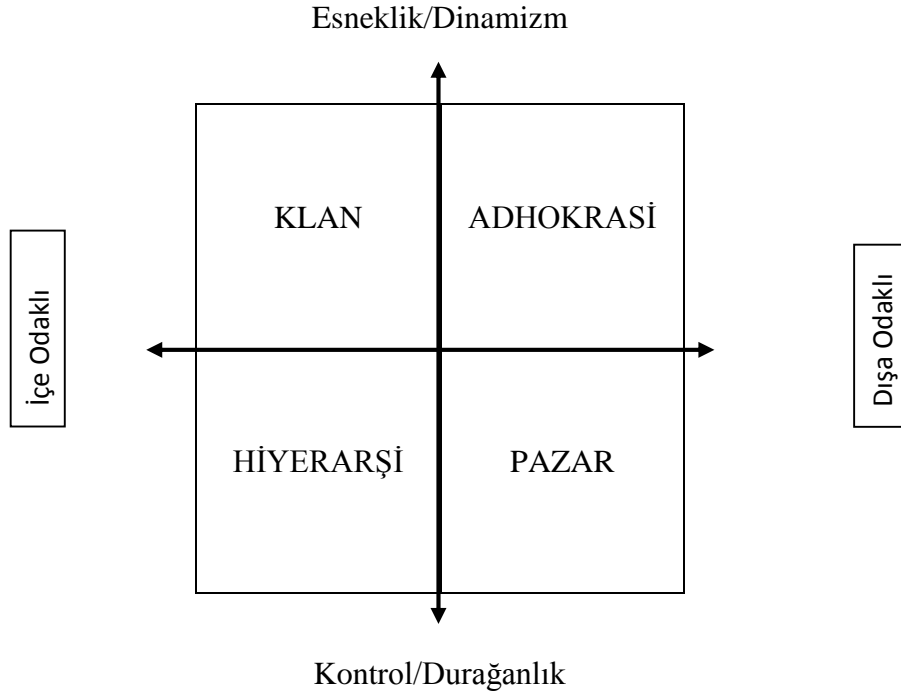 Esneklik/Dinamizm
KLAN
ADHOKRASİ
İçe Odaklı
Dışa Odaklı
HİYERARŞİ
PAZAR
Kontrol/Durağanlık